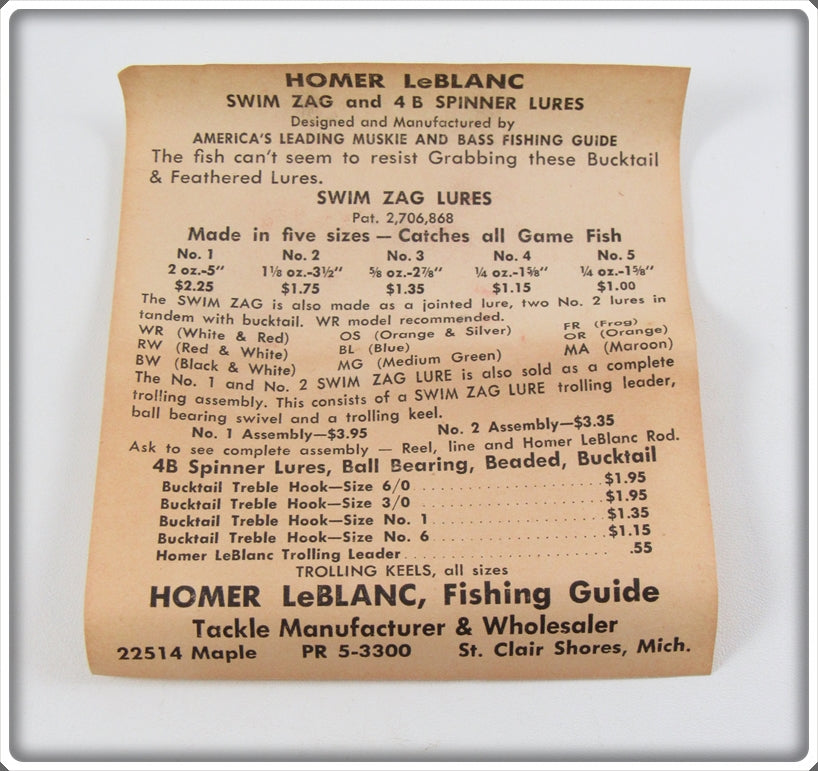 HOMER LeBLANC
SWIM ZAG and 4 B SPINNER LURES
Designed and Manufactured by
AMERICA'S LEADING MUSKIE AND BASS FISHING GUIDE
The fish can't seem to resist Grabbing these Bucktail
& Feathered Lures.
SWIM ZAG LURES
Pat. 2,706,868
Made in five sizes — Catches all Game Fish
No. 1 No. 2 No. 3 No. 4 No. 5
2 oz.-5" 1⅛ oz.-3½" ⅝ oz.-2⅞" ¼ oz.-1⅝" ¼ oz.-1⅝"
$2.25 $1.75 $1.35 $1.15 $1.00
The SWIM ZAG is also made as a jointed lure, two No. 2 lures in
tandem with bucktail. WR model recommended.
WR (White & Red) OS (Orange & Silver) FR (Frog)
RW (Red & White) BL (Blue) OR (Orange)
BW (Black & White) MG (Medium Green) MA (Maroon)
The No. 1 and No. 2 SWIM ZAG LURE is also sold as a complete
trolling assembly. This consists of a SWIM ZAG LURE trolling leader,
ball bearing swivel and a trolling keel.
No. 1 Assembly—$3.95 No. 2 Assembly—$3.35
Ask to see complete assembly — Reel, line and Homer LeBlanc Rod.
4B Spinner Lures, Ball Bearing, Beaded, Bucktail
Bucktail Treble Hook—Size 6/0 . . . . . . . . . . $1.95
Bucktail Treble Hook—Size 3/0 . . . . . . . . . . $1.95
Bucktail Treble Hook—Size No. 1 . . . . . . . . . . $1.35
Bucktail Treble Hook—Size No. 6 . . . . . . . . . . $1.15
Homer LeBlanc Trolling Leader . . . . . . . . . . .55
TROLLING KEELS, all sizes
HOMER LeBLANC, Fishing Guide
Tackle Manufacturer & Wholesaler
22514 Maple PR 5-3300 St. Clair Shores, Mich.